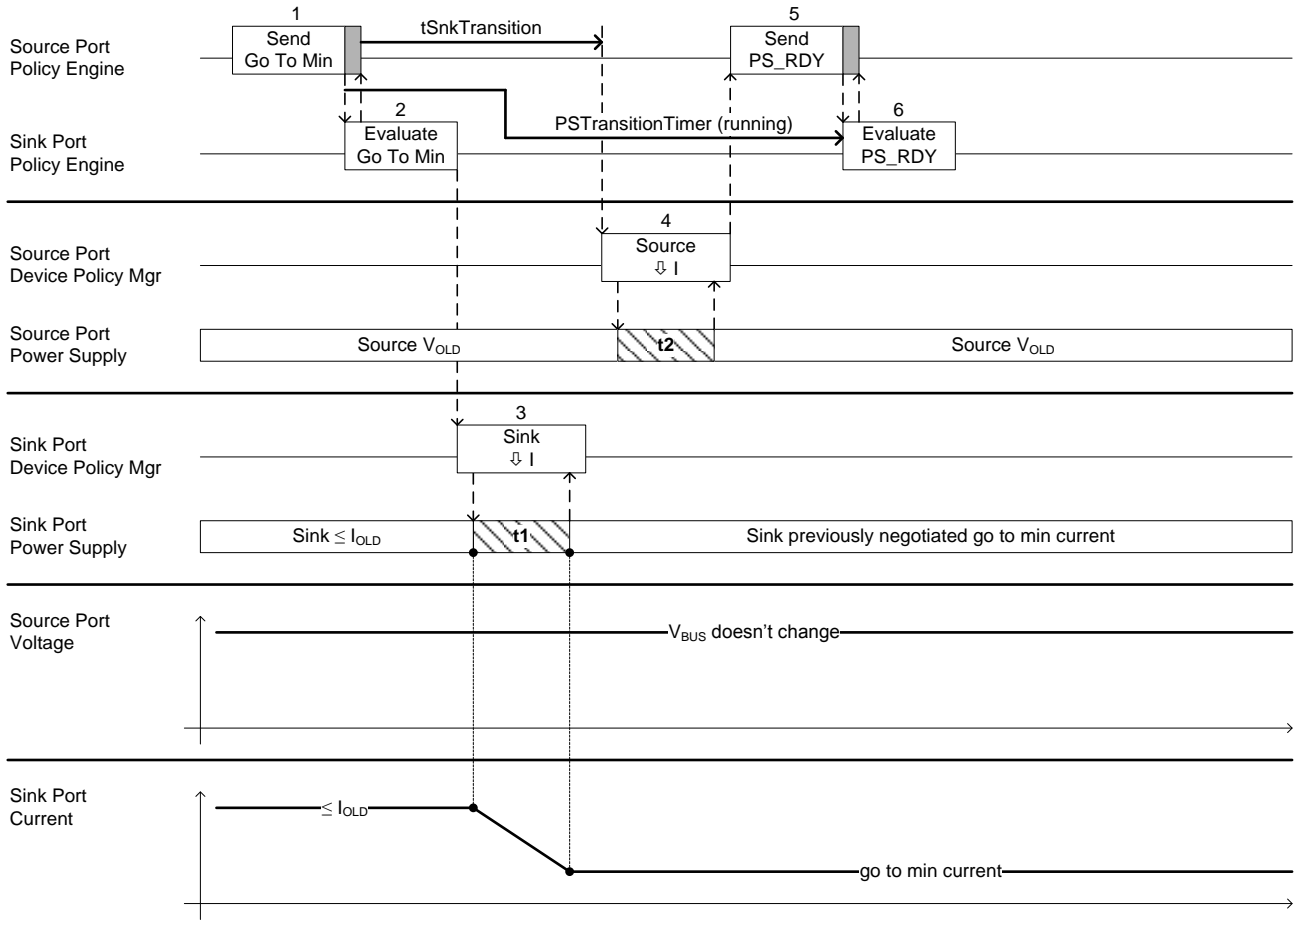 1
Source Port
Policy Engine
Send
Go To Min
tSnkTransition
5
Send
PS_RDY
2
Sink Port
Policy Engine
Evaluate
Go To Min
PSTransitionTimer (running)
6
Evaluate
PS_RDY
Source Port
Device Policy Mgr
4
Source
⇩ I
Source Port
Power Supply
Source VOLD
t2
Source VOLD
Sink Port
Device Policy Mgr
3
Sink
⇩ I
Sink Port
Power Supply
Sink ≤ IOLD
t1
Sink previously negotiated go to min current
Source Port
Voltage
VBUS doesn't change
Sink Port
Current
≤ IOLD
go to min current